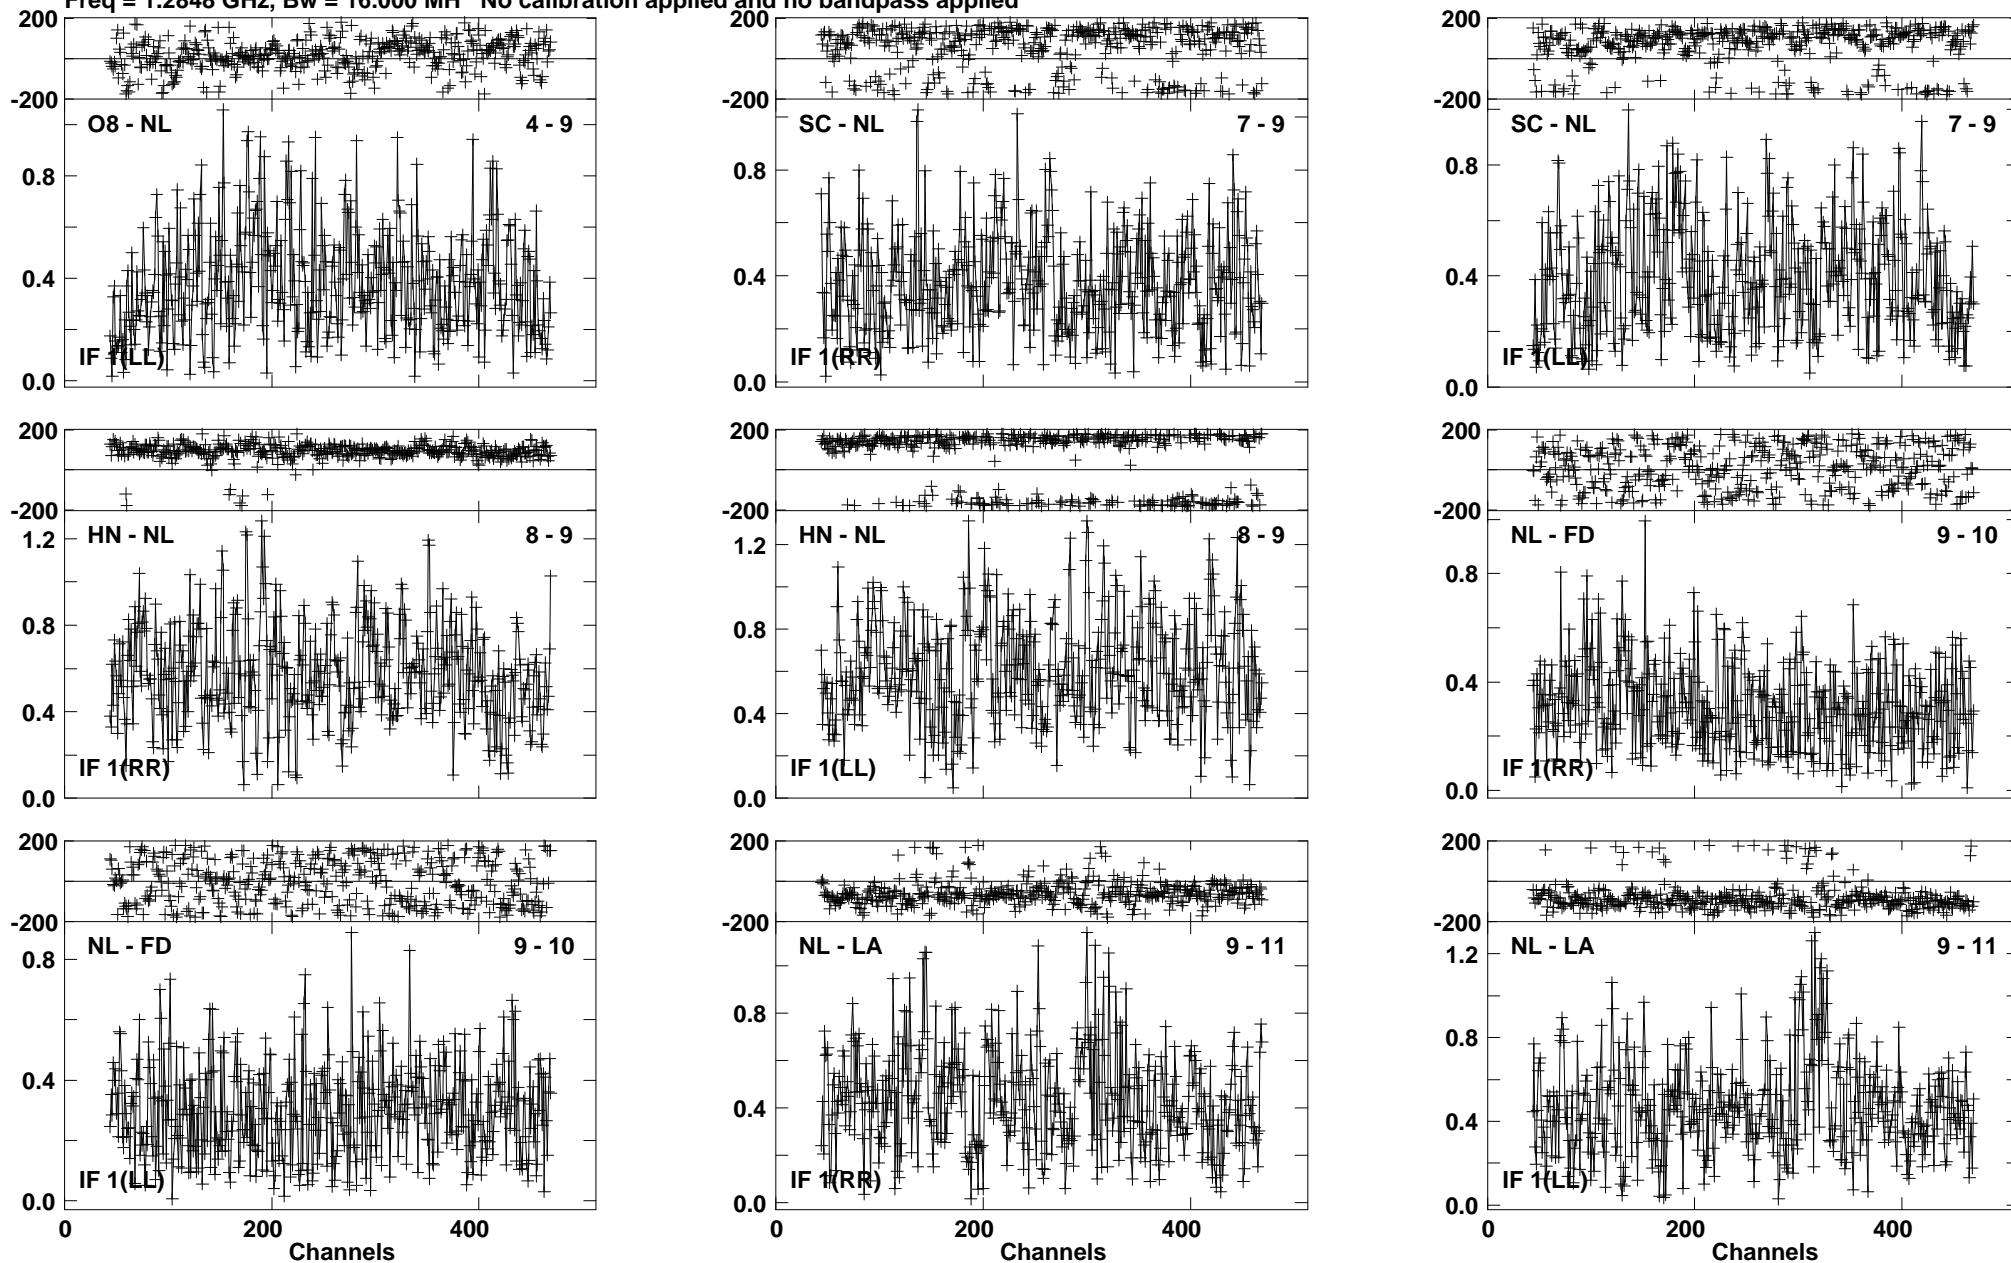 Freq = 1.2848 GHz, Bw = 16.000 MH No calibration applied and no bandpass applied
200 200 200
-200 -200 -200
O8 - NL 4 - 9 SC - NL 7 - 9 SC - NL 7 - 9
0.8 0.8 0.8
0.4 0.4 0.4
IF 1(LL) IF 1(RR) IF 1(LL)
0.0 0.0 0.0
200 200 200
-200 -200 -200
HN - NL 8 - 9 HN - NL 8 - 9 NL - FD 9 - 10
1.2 1.2 0.8
0.8 0.8
0.4 0.4 0.4
IF 1(RR) IF 1(LL) IF 1(RR)
0.0 0.0 0.0
200 200 200
-200 -200 -200
NL - FD 9 - 10 NL - LA 9 - 11 NL - LA 9 - 11
0.8 0.8 1.2
0.8
0.4 0.4 0.4
IF 1(LL) IF 1(RR) IF 1(LL)
0.0 0.0 0.0
0 200 400 0 200 400 0 200 400
Channels Channels Channels